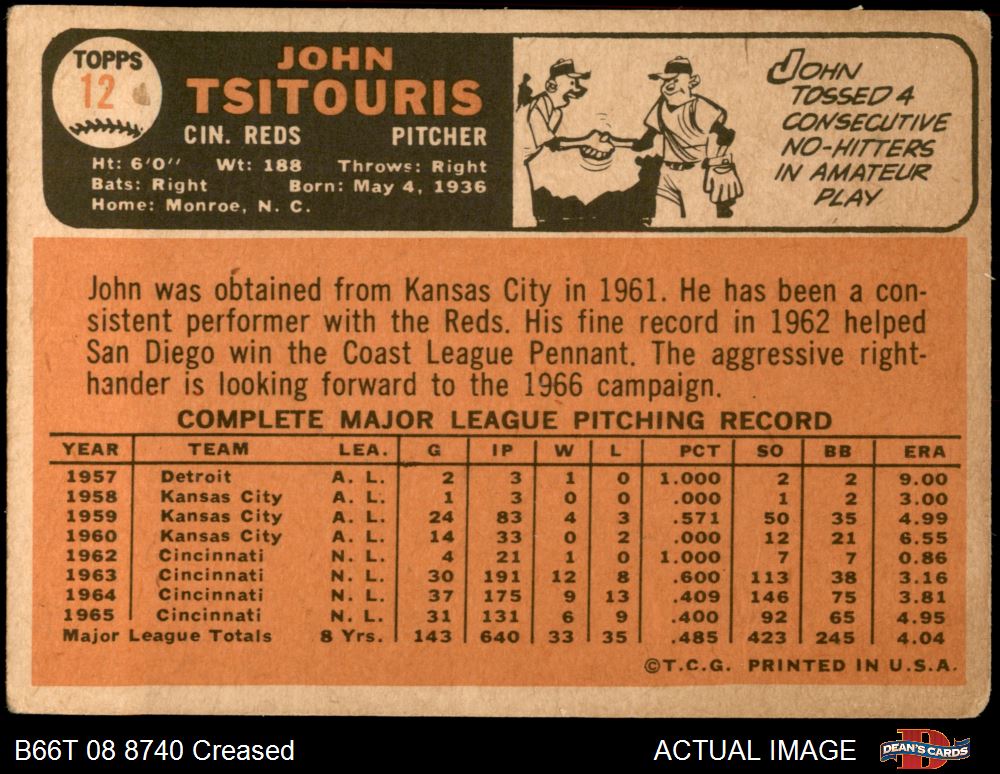 TOPPS
12
JOHN
TSITOURIS
CIN. REDS PITCHER
Ht: 6'0" Wt: 188 Throws: Right
Bats: Right Born: May 4, 1936
Home: Monroe, N. C.
JOHN
TOSSED 4
CONSECUTIVE
NO-HITTERS
IN AMATEUR
PLAY
John was obtained from Kansas City in 1961. He has been a con-
sistent performer with the Reds. His fine record in 1962 helped
San Diego win the Coast League Pennant. The aggressive right-
hander is looking forward to the 1966 campaign.
COMPLETE MAJOR LEAGUE PITCHING RECORD
YEAR TEAM LEA. G IP W L PCT SO BB ERA
1957 Detroit A. L. 2 3 1 0 1.000 2 2 9.00
1958 Kansas City A. L. 1 3 0 0 .000 1 2 3.00
1959 Kansas City A. L. 24 83 4 3 .571 50 35 4.99
1960 Kansas City A. L. 14 33 0 2 .000 12 21 6.55
1962 Cincinnati N. L. 4 21 1 0 1.000 7 7 0.86
1963 Cincinnati N. L. 30 191 12 8 .600 113 38 3.16
1964 Cincinnati N. L. 37 175 9 13 .409 146 75 3.81
1965 Cincinnati N. L. 31 131 6 9 .400 92 65 4.95
Major League Totals 8 Yrs. 143 640 33 35 .485 423 245 4.04
©T.C.G. PRINTED IN U.S.A.
B66T 08 8740 Creased ACTUAL IMAGE DEAN'S CARDS